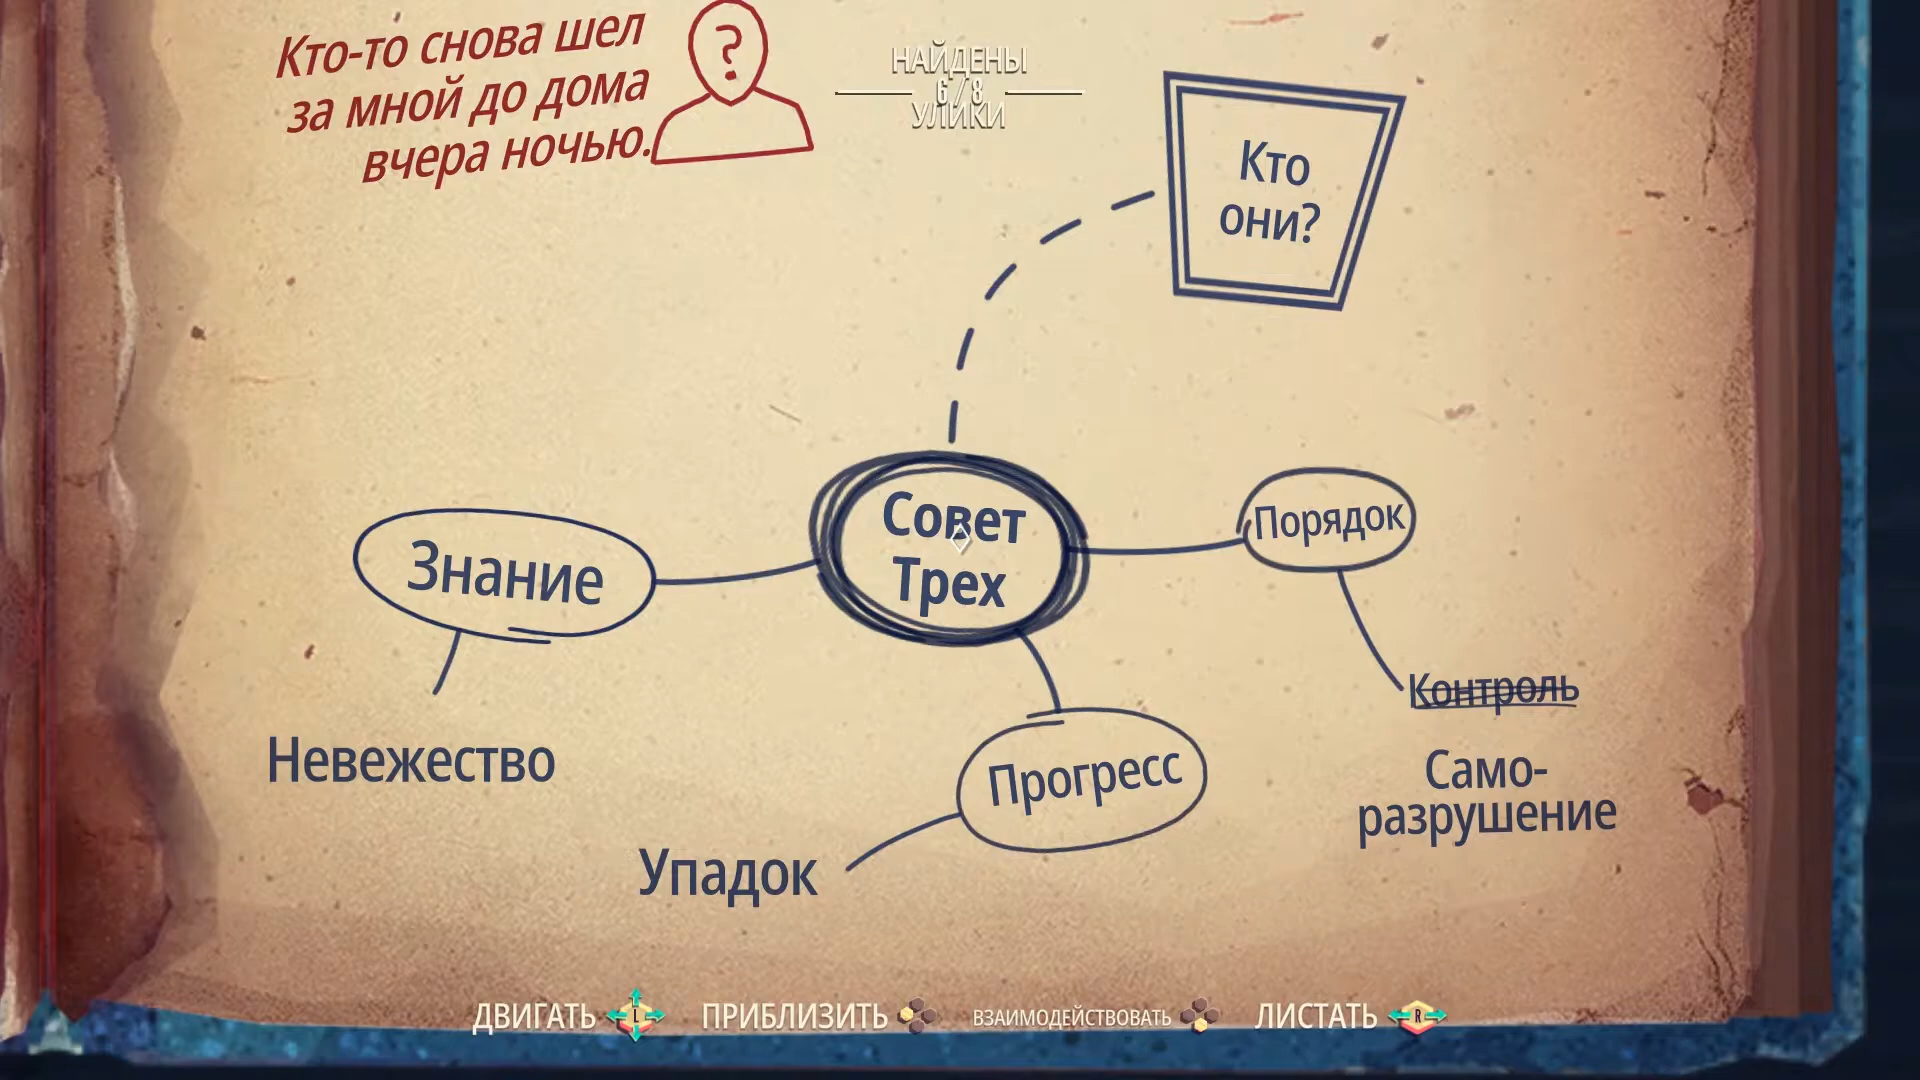 Кто-то снова шел
за мной до дома
вчера ночью.
?
НАЙДЕНЫ
6 / 8
УЛИКИ
Кто
они?
Совет
Трех
Знание
Порядок
Контроль
Невежество
Прогресс
Само-
разрушение
Упадок
ДВИГАТЬ L ПРИБЛИЗИТЬ ВЗАИМОДЕЙСТВОВАТЬ ЛИСТАТЬ R